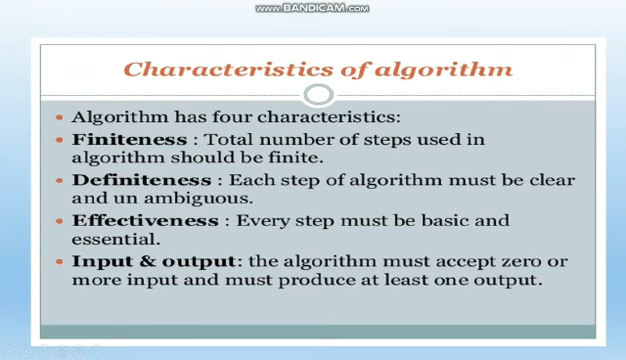 WWW.BANDICAM.COM
Characteristics of algorithm
• Algorithm has four characteristics:
• Finiteness : Total number of steps used in
algorithm should be finite.
• Definiteness : Each step of algorithm must be clear
and un ambiguous.
• Effectiveness : Every step must be basic and
essential.
• Input & output: the algorithm must accept zero or
more input and must produce at least one output.